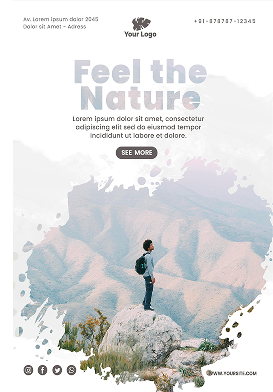 Av. Lorem ipsum dolor 2045
Dolor sit Amet - Adress
Your Logo
+91-878787-12345
Feel the
Nature
Lorem ipsum dolor sit amet, consectetur
adipiscing elit sed do eiusmod tempor
incididunt ut labore et dolore.
SEE MORE
WWW.YOURSITE.COM